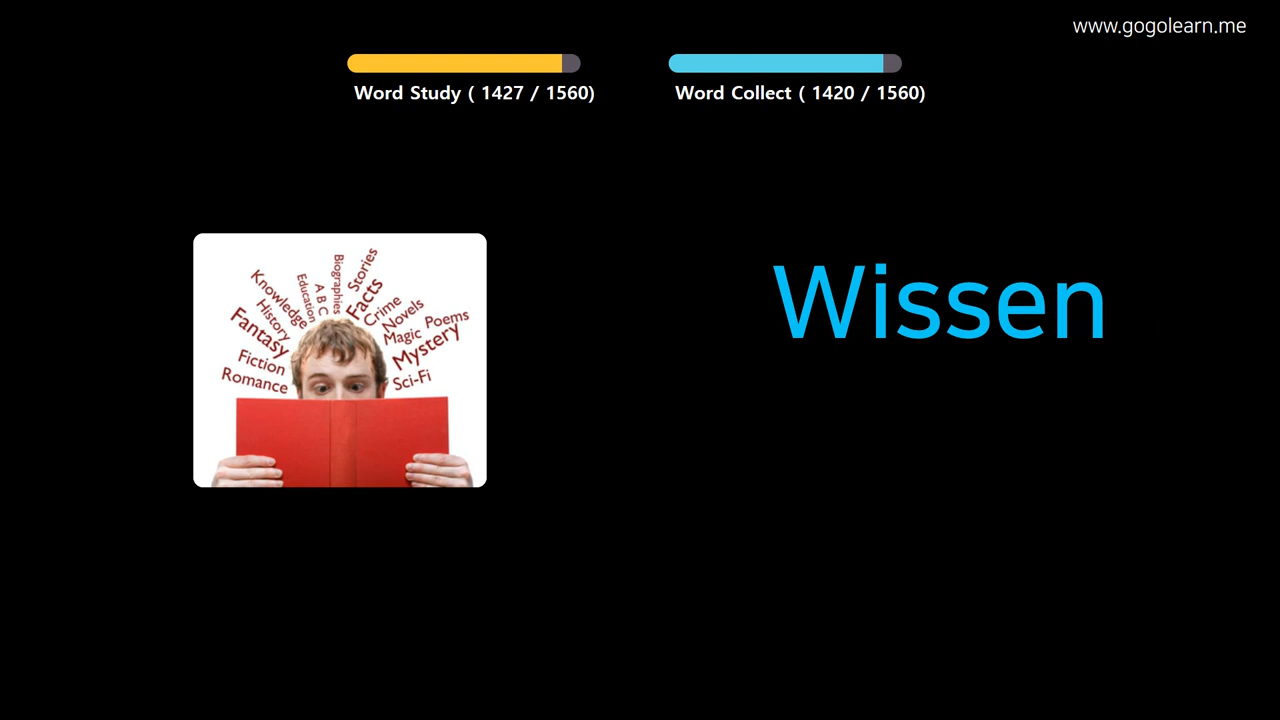 www.gogolearn.me
Word Study ( 1427 / 1560)
Word Collect ( 1420 / 1560)
Wissen
Stories
Biographies
Facts
A B C
Education
Knowledge
Crime
History
Novels
Fantasy
Magic
Poems
Mystery
Fiction
Romance
Sci-Fi